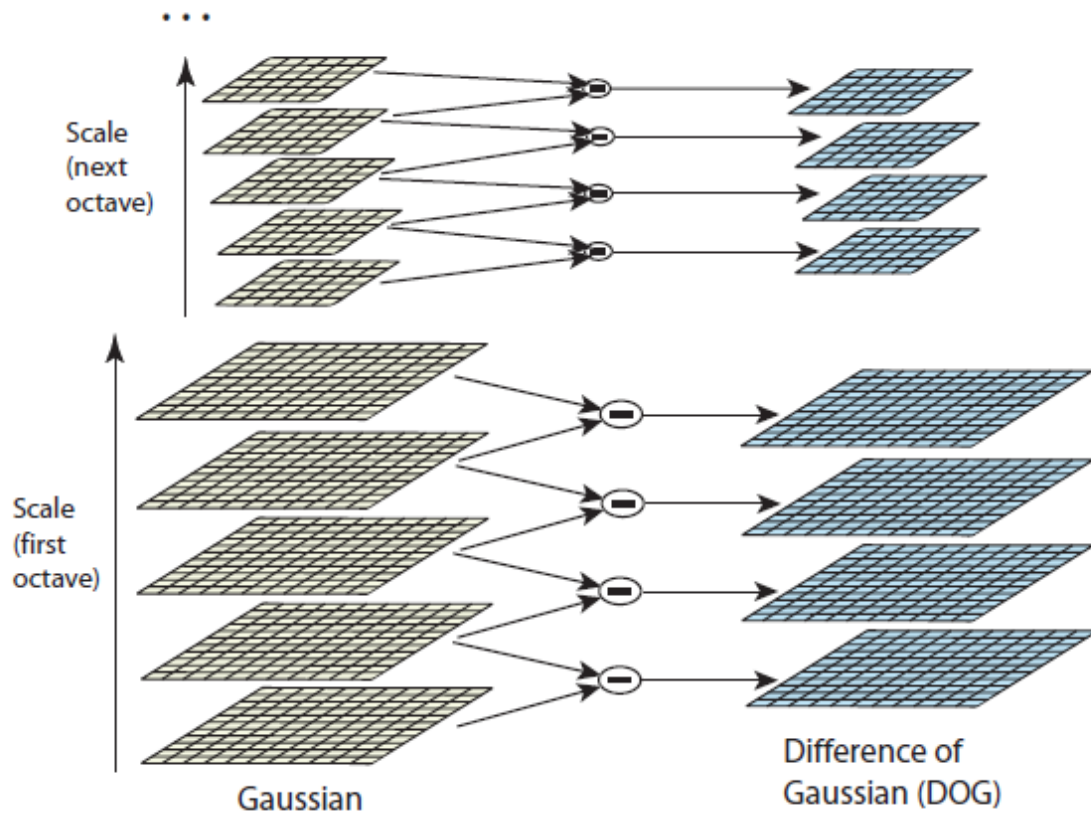 ...
Scale
(next
octave)
Scale
(first
octave)
Gaussian
Difference of
Gaussian (DOG)